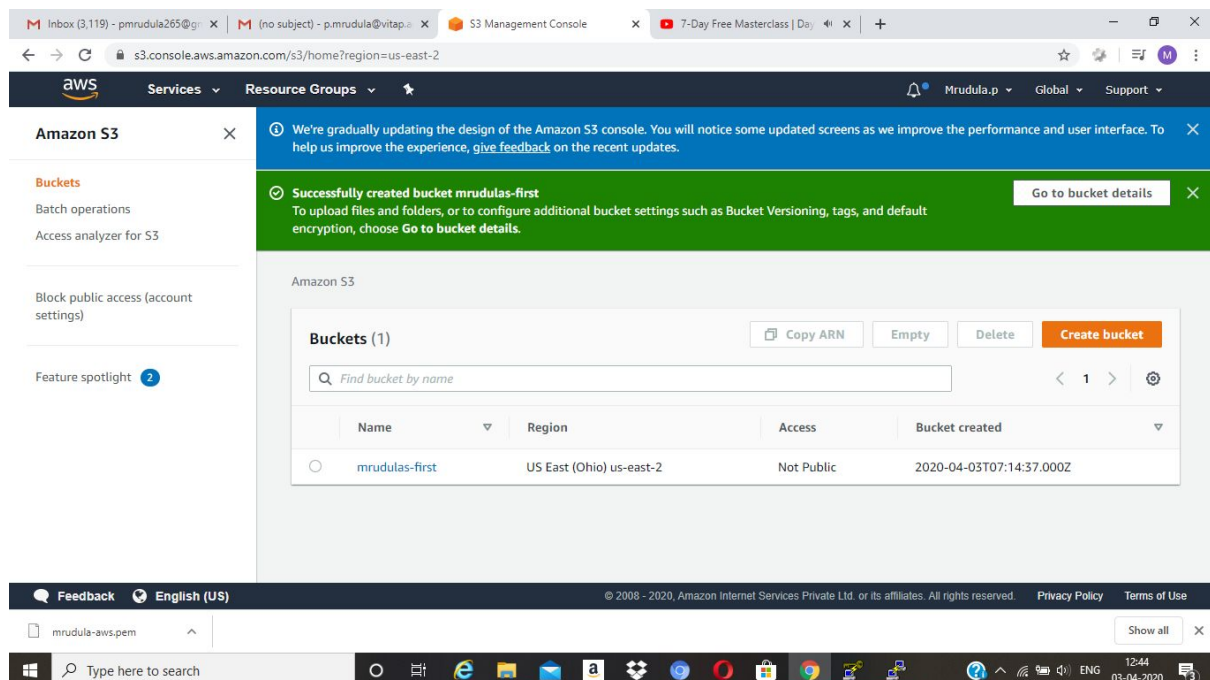 Inbox (3,119) - pmrudula265@g
(no subject) - p.mrudula@vitap.a
S3 Management Console
7-Day Free Masterclass | Day
s3.console.aws.amazon.com/s3/home?region=us-east-2
M
aws Services Resource Groups Mrudula.p Global Support
Amazon S3
Buckets
Batch operations
Access analyzer for S3
Block public access (account
settings)
Feature spotlight 2
We're gradually updating the design of the Amazon S3 console. You will notice some updated screens as we improve the performance and user interface. To
help us improve the experience, give feedback on the recent updates.
Successfully created bucket mrudulas-first
To upload files and folders, or to configure additional bucket settings such as Bucket Versioning, tags, and default
encryption, choose Go to bucket details.
Go to bucket details
Amazon S3
Buckets (1)
Copy ARN Empty Delete Create bucket
Find bucket by name
1
Name Region Access Bucket created
mrudulas-first US East (Ohio) us-east-2 Not Public 2020-04-03T07:14:37.000Z
Feedback English (US) © 2008 - 2020, Amazon Internet Services Private Ltd. or its affiliates. All rights reserved. Privacy Policy Terms of Use
mrudula-aws.pem Show all
Type here to search
a
ENG
12:44
03-04-2020
3